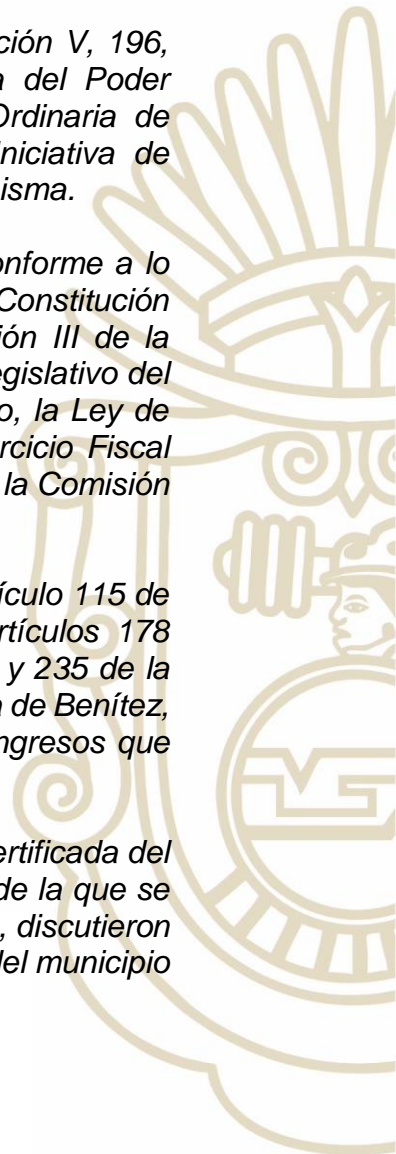 ción V, 196,
a del Poder
Ordinaria de
Iniciativa de
isma.
onforme a lo
Constitución
ión III de la
egislativo del
o, la Ley de
ercicio Fiscal
la Comisión
ículo 115 de
rtículos 178
y 235 de la
a de Benítez,
ngresos que
ertificada del
de la que se
, discutieron
del municipio